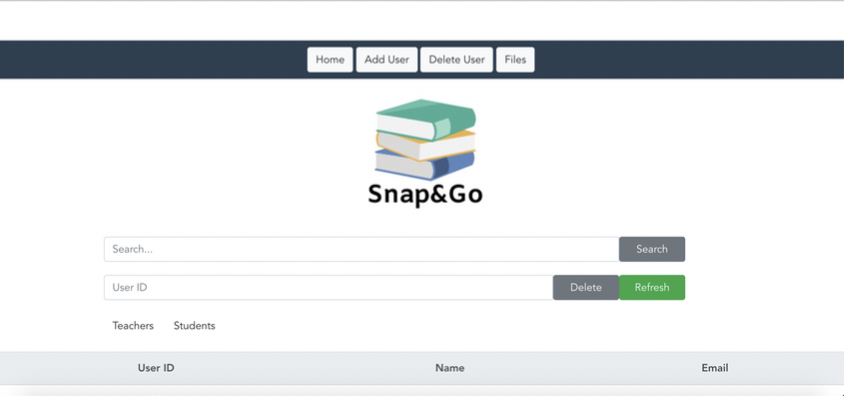 Home Add User Delete User Files
Snap&Go
Search... Search
User ID Delete Refresh
Teachers Students
User ID Name Email